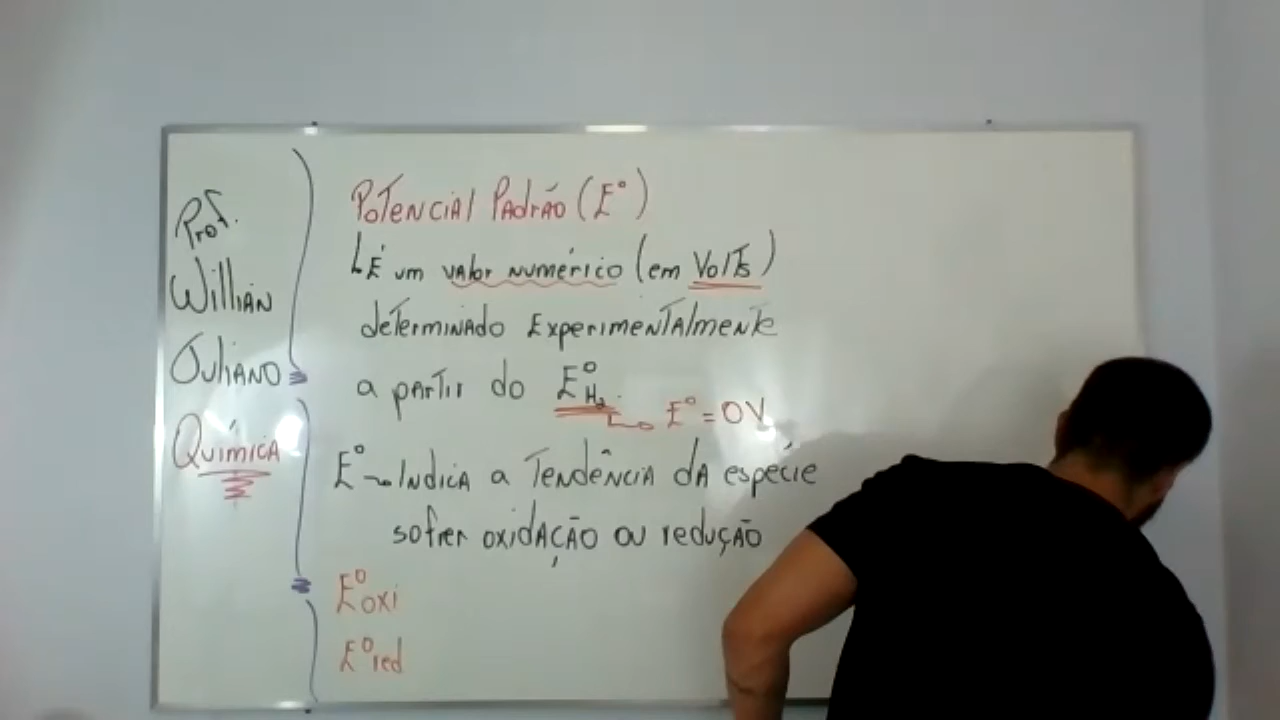 Prof.
Willian
Juliano
Química
Potencial Padrão (E°)
É um valor numérico (em Volts)
determinado Experimentalmente
a partir do E°H₂.
E° = 0V
E° → Indica a Tendência da espécie
sofrer oxidação ou redução
E°oxi
E°red